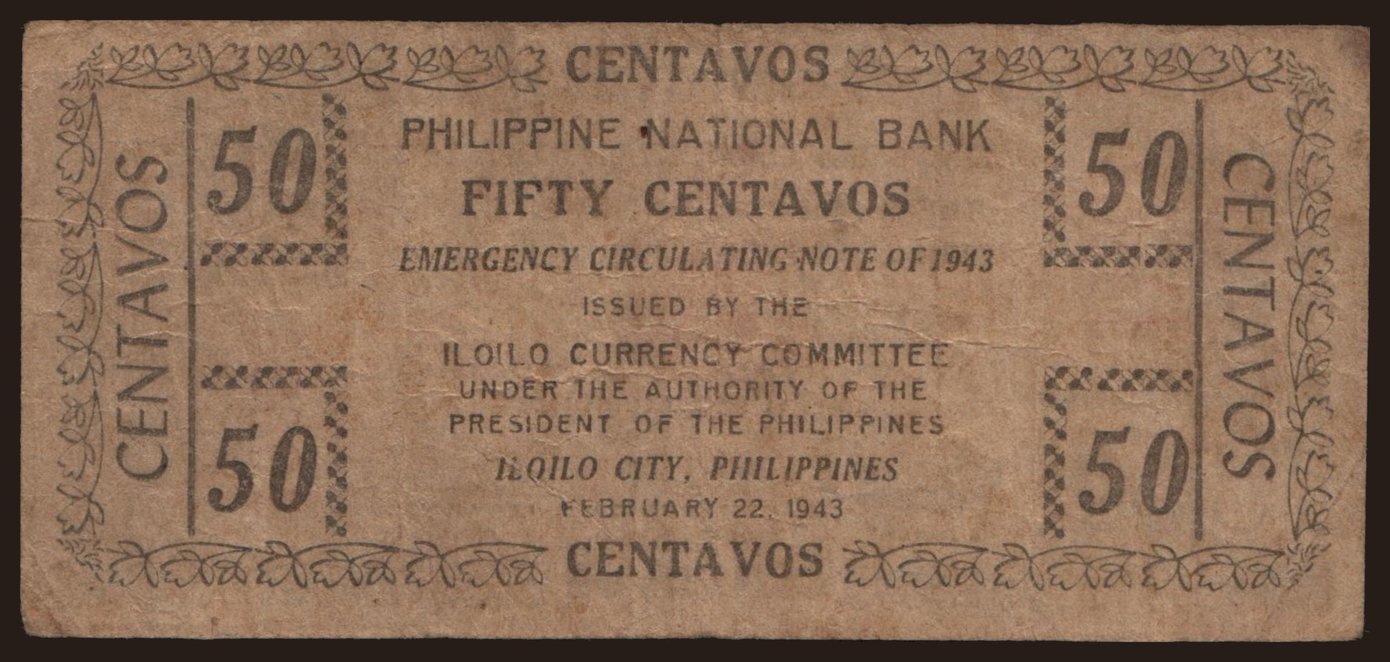 CENTAVOS
50
50
PHILIPPINE NATIONAL BANK
FIFTY CENTAVOS
EMERGENCY CIRCULATING NOTE OF 1943
ISSUED BY THE
ILOILO CURRENCY COMMITTEE
UNDER THE AUTHORITY OF THE
PRESIDENT OF THE PHILIPPINES
ILOILO CITY, PHILIPPINES
FEBRUARY 22, 1943
CENTAVOS
CENTAVOS
50
50
CENTAVOS